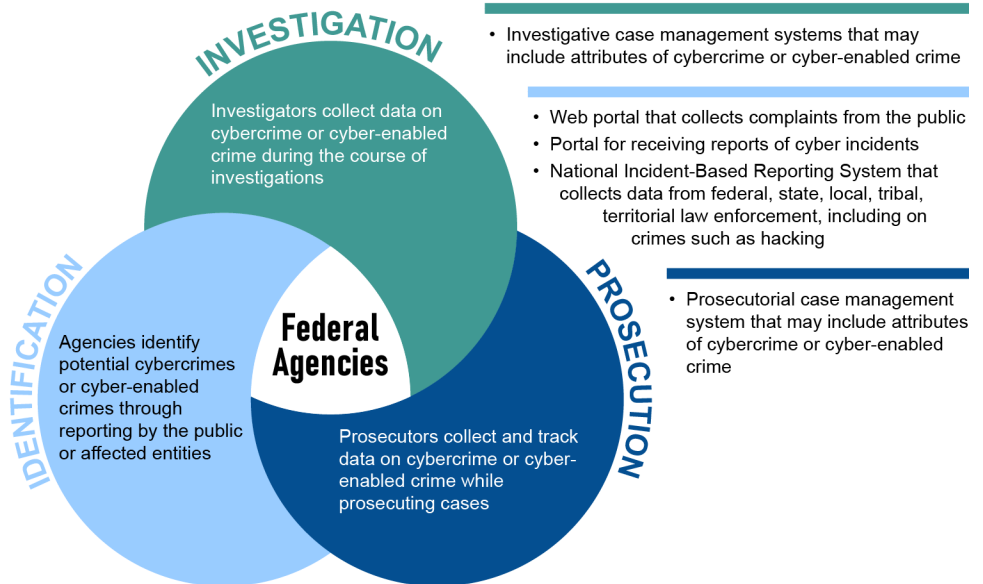 INVESTIGATION
Investigators collect data on
cybercrime or cyber-enabled
crime during the course of
investigations
IDENTIFICATION
Agencies identify
potential cybercrimes
or cyber-enabled
crimes through
reporting by the public
or affected entities
Federal
Agencies
PROSECUTION
Prosecutors collect and track
data on cybercrime or cyber-
enabled crime while
prosecuting cases
• Investigative case management systems that may
include attributes of cybercrime or cyber-enabled crime
• Web portal that collects complaints from the public
• Portal for receiving reports of cyber incidents
• National Incident-Based Reporting System that
collects data from federal, state, local, tribal,
territorial law enforcement, including on
crimes such as hacking
• Prosecutorial case management
system that may include attributes
of cybercrime or cyber-enabled
crime